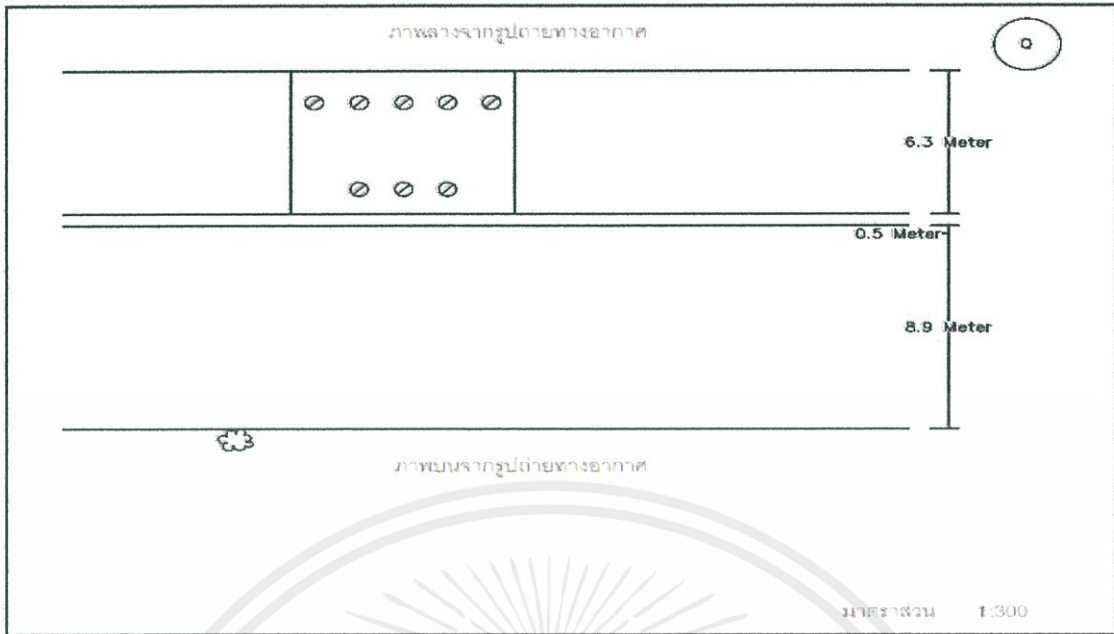 ภาพล่างจากรูปถ่ายทางอากาศ
6.3 Meter
0.5 Meter
8.9 Meter
ภาพบนจากรูปถ่ายทางอากาศ
มาตราส่วน 1:300